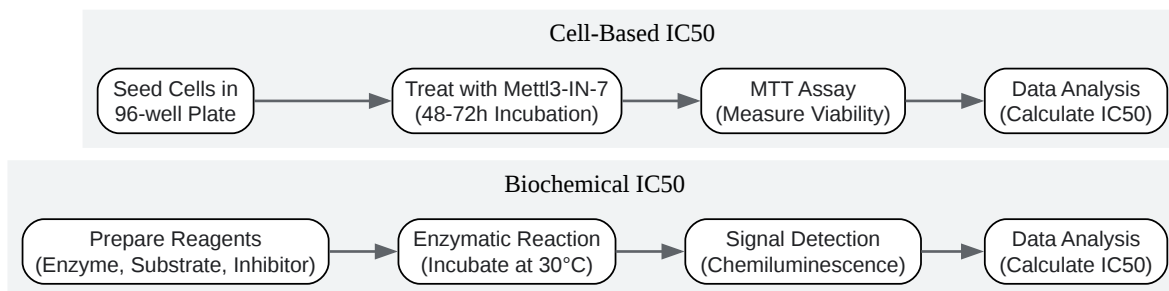 Cell-Based IC50
Seed Cells in
96-well Plate
Treat with Mettl3-IN-7
(48-72h Incubation)
MTT Assay
(Measure Viability)
Data Analysis
(Calculate IC50)
Biochemical IC50
Prepare Reagents
(Enzyme, Substrate, Inhibitor)
Enzymatic Reaction
(Incubate at 30°C)
Signal Detection
(Chemiluminescence)
Data Analysis
(Calculate IC50)